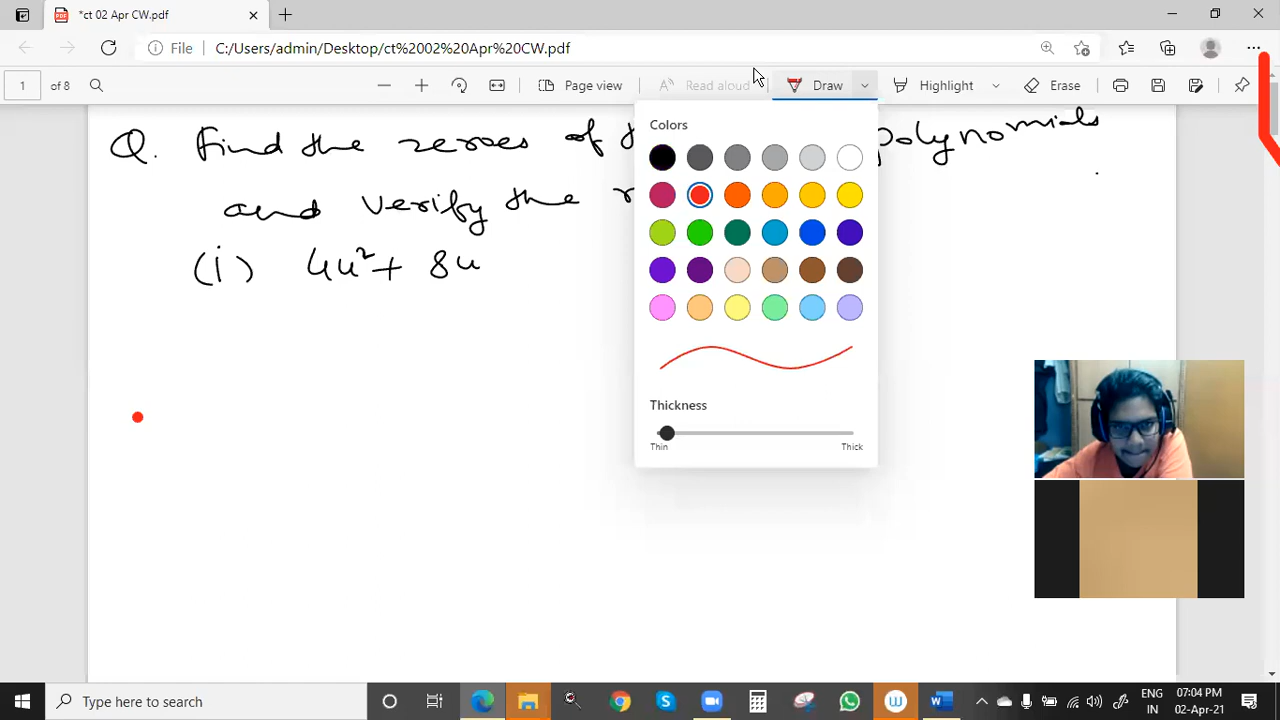 *ct 02 Apr CW.pdf
File C:/Users/admin/Desktop/ct%2002%20Apr%20CW.pdf
1 of 8 Page view Read aloud Draw Highlight Erase
Colors
Q. Find the zeroes of polynomials
and verify the
(i) 4u²+ 8u
Thickness
Thin Thick
Type here to search
ENG 07:04 PM
IN 02-Apr-21